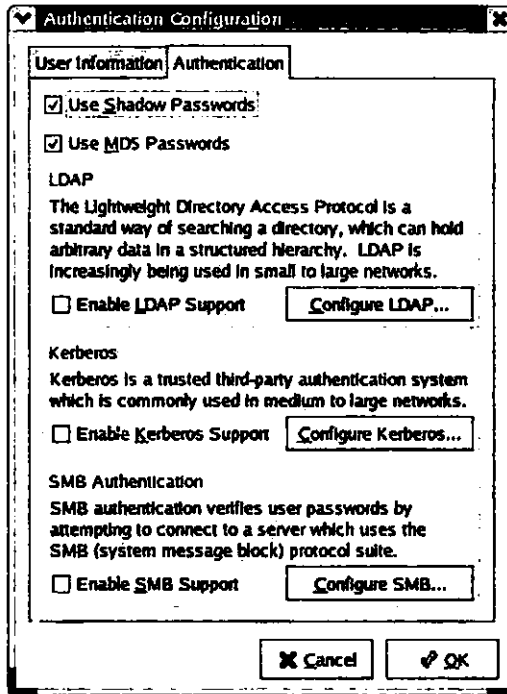 Authentication Configuration
User Information Authentication
Use Shadow Passwords
Use MD5 Passwords
LDAP
The Lightweight Directory Access Protocol is a
standard way of searching a directory, which can hold
arbitrary data in a structured hierarchy. LDAP is
increasingly being used in small to large networks.
Enable LDAP Support Configure LDAP...
Kerberos
Kerberos is a trusted third-party authentication system
which is commonly used in medium to large networks.
Enable Kerberos Support Configure Kerberos...
SMB Authentication
SMB authentication verifies user passwords by
attempting to connect to a server which uses the
SMB (system message block) protocol suite.
Enable SMB Support Configure SMB...
Cancel OK